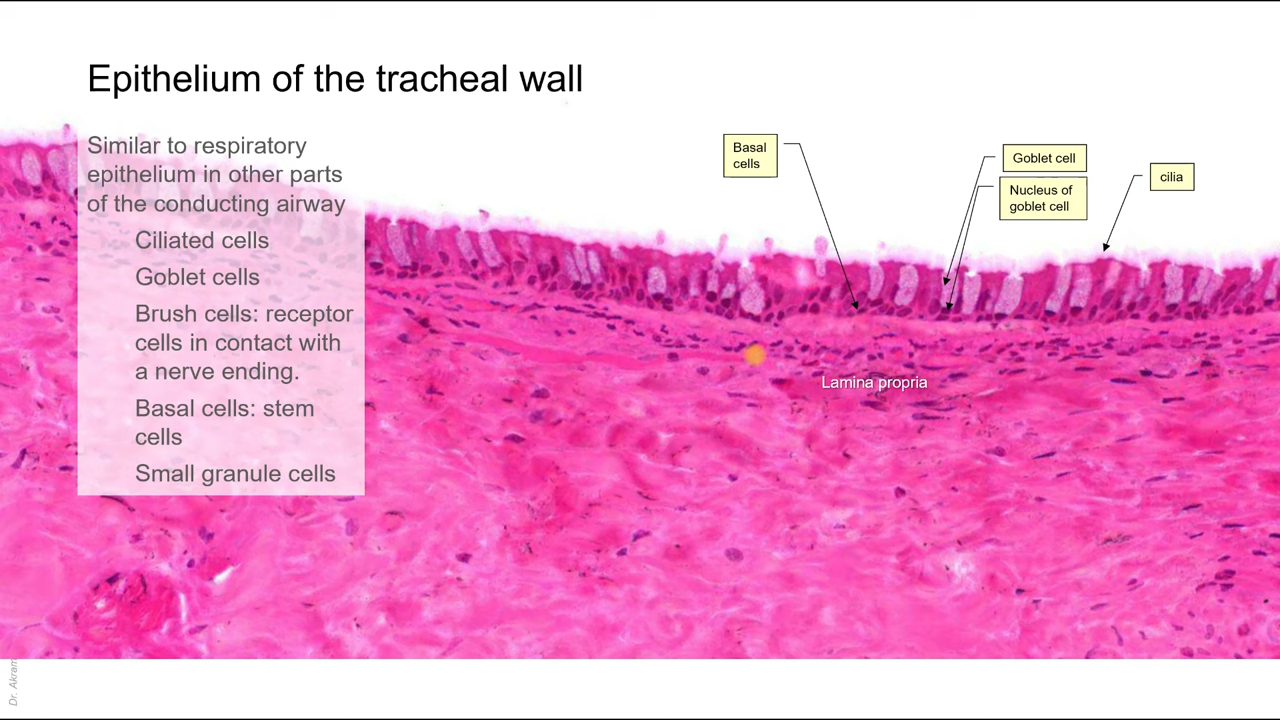 Epithelium of the tracheal wall
Similar to respiratory
epithelium in other parts
of the conducting airway
Ciliated cells
Goblet cells
Brush cells: receptor
cells in contact with
a nerve ending.
Basal cells: stem
cells
Small granule cells
Basal
cells
Goblet cell
Nucleus of
goblet cell
cilia
Lamina propria
Dr. Akram